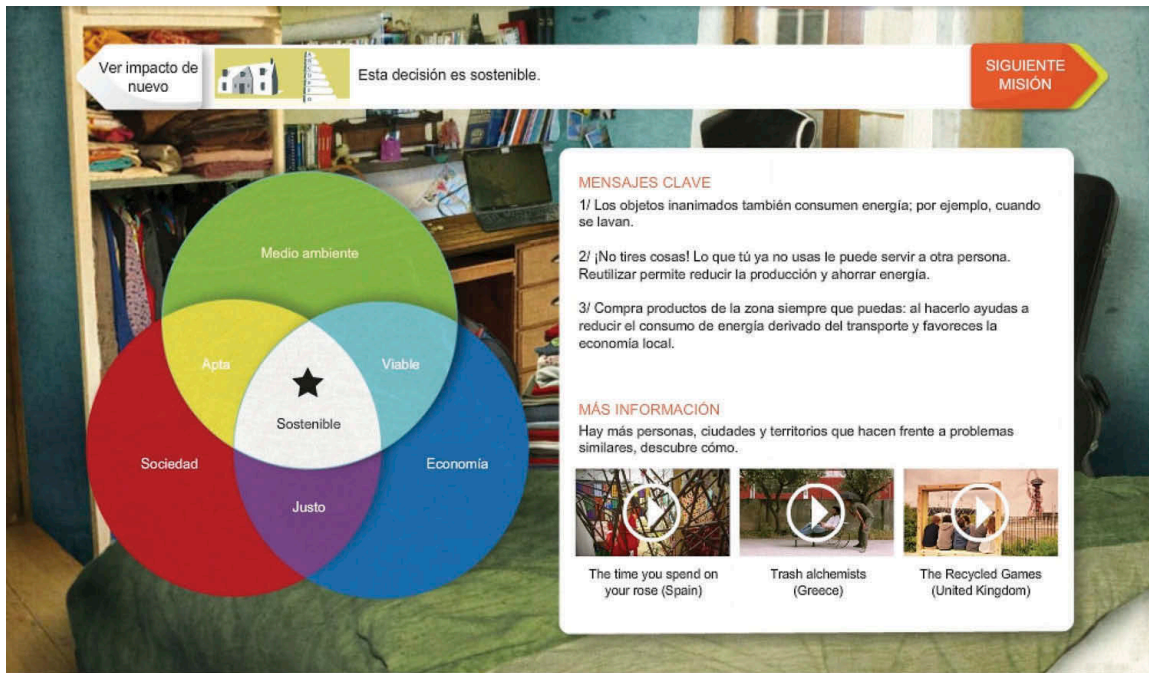 Ver impacto de
nuevo
Esta decisión es sostenible.
SIGUIENTE
MISIÓN
Medio ambiente
Apta
Viable
Sostenible
Sociedad
Economía
Justo
MENSAJES CLAVE
1/ Los objetos inanimados también consumen energía; por ejemplo, cuando
se lavan.
2/ ¡No tires cosas! Lo que tú ya no usas le puede servir a otra persona.
Reutilizar permite reducir la producción y ahorrar energía.
3/ Compra productos de la zona siempre que puedas: al hacerlo ayudas a
reducir el consumo de energía derivado del transporte y favoreces la
economía local.
MÁS INFORMACIÓN
Hay más personas, ciudades y territorios que hacen frente a problemas
similares, descubre cómo.
The time you spend on
your rose (Spain)
Trash alchemists
(Greece)
The Recycled Games
(United Kingdom)